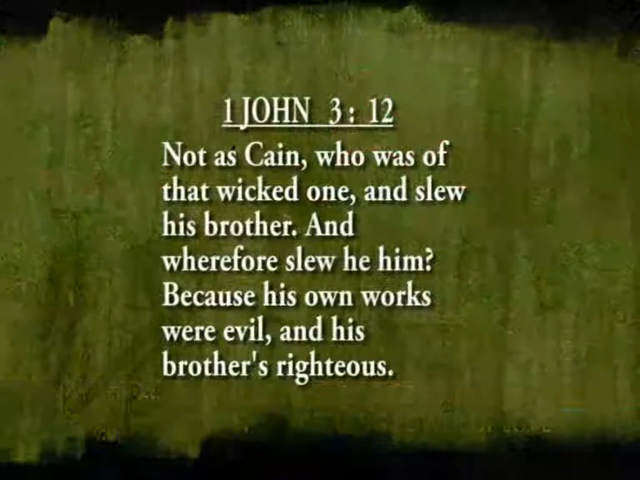 1 JOHN 3: 12
Not as Cain, who was of
that wicked one, and slew
his brother. And
wherefore slew he him?
Because his own works
were evil, and his
brother's righteous.